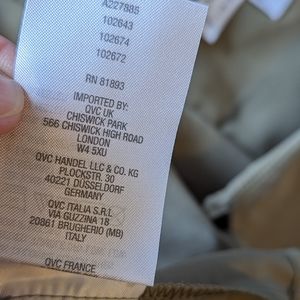 A227885
102643
102674
102672
RN 81893
IMPORTED BY:
QVC UK
CHISWICK PARK
566 CHISWICK HIGH ROAD
LONDON
W4 5XU
QVC HANDEL LLC & CO. KG
PLOCKSTR. 30
40221 DÜSSELDORF
GERMANY
QVC ITALIA S.R.L
VIA GUZZINA 18
20861 BRUGHERIO (MB)
ITALY
QVC FRANCE